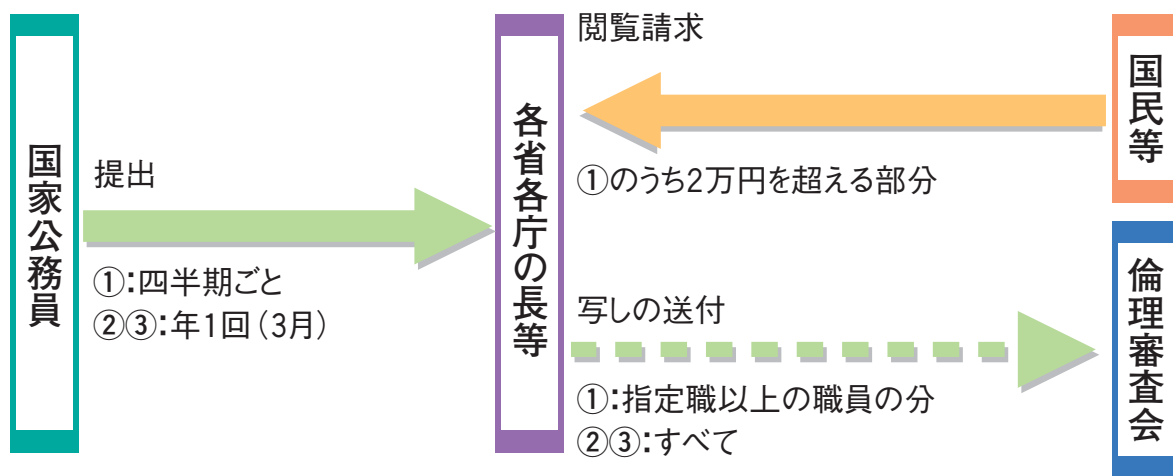 国家公務員
提出
①:四半期ごと
②③:年1回(3月)
各省各庁の長等
閲覧請求
①のうち2万円を超える部分
国民等
写しの送付
①:指定職以上の職員の分
②③:すべて
倫理審査会